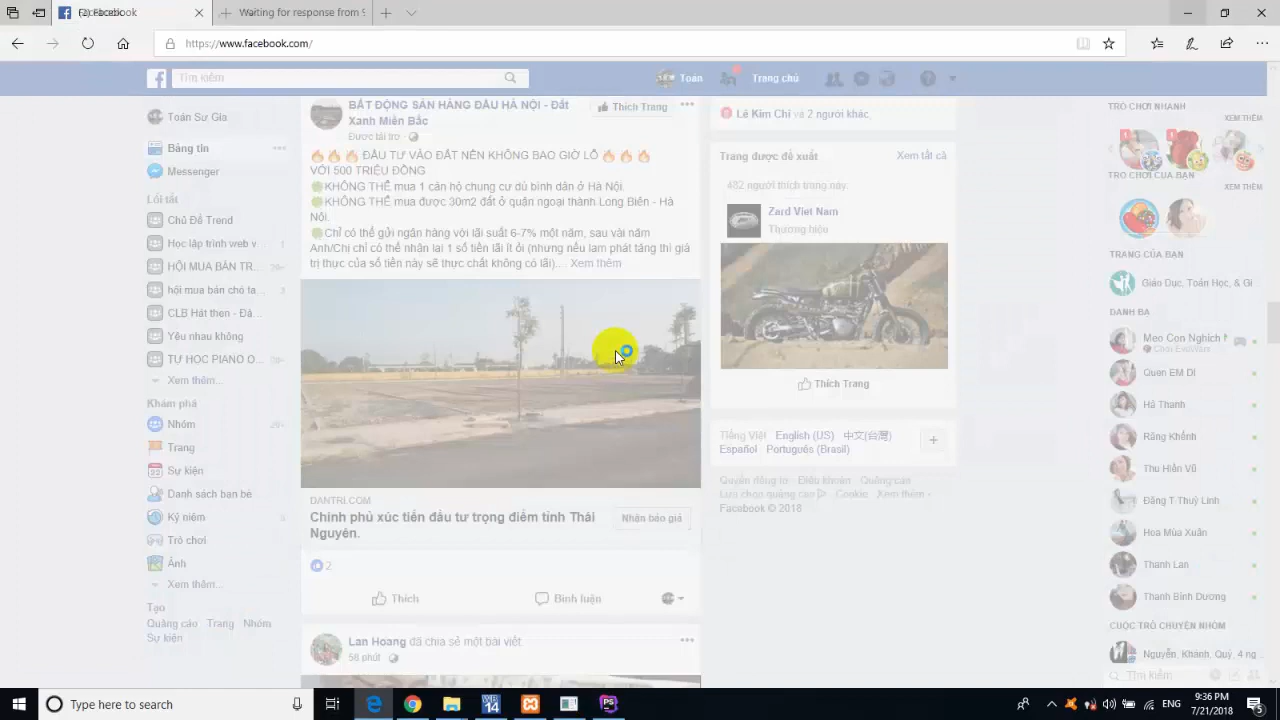 Facebook
Waiting for response from S
https://www.facebook.com/
Tìm kiếm
Toán
Trang chủ
Toán Sư Gia
Bảng tin
Messenger
Lối tắt
Chủ Đề Trend
Học lập trình web v... 1
HỘI MUA BÁN TR... 20+
hội mua bán chó ta... 3
CLB Hát then - Đà...
Yêu nhau không
TỰ HỌC PIANO O... 20+
Xem thêm...
Khám phá
Nhóm 20+
Trang
Sự kiện
Danh sách bạn bè
Kỷ niệm
Trò chơi
Ảnh
Xem thêm...
Tạo
Quảng cáo Trang Nhóm
Sự kiện
BẤT ĐỘNG SẢN HÀNG ĐẦU HÀ NỘI - Đất
Xanh Miền Bắc
Thích Trang
Được tài trợ
ĐẦU TƯ VÀO ĐẤT NỀN KHÔNG BAO GIỜ LỖ
VỚI 500 TRIỆU ĐỒNG
KHÔNG THỂ mua 1 căn hộ chung cư dù bình dân ở Hà Nội.
KHÔNG THỂ mua được 30m2 đất ở quận ngoại thành Long Biên - Hà
Nội.
Chỉ có thể gửi ngân hàng với lãi suất 6-7% một năm, sau vài năm
Anh/Chị chỉ có thể nhận lại 1 số tiền lãi ít ỏi (nhưng nếu lạm phát tăng thì giá
trị thực của số tiền này sẽ thực chất không có lãi).... Xem thêm
DANTRI.COM
Chính phủ xúc tiến đầu tư trọng điểm tỉnh Thái
Nguyên.
Nhận báo giá
2
Thích
Bình luận
Lan Hoang đã chia sẻ một bài viết.
58 phút
Lê Kim Chi và 2 người khác
Trang được đề xuất
Xem tất cả
482 người thích trang này.
Zard Viet Nam
Thương hiệu
Thích Trang
Tiếng Việt English (US) 中文(台灣)
Español Português (Brasil)
Quyền riêng tư Điều khoản Quảng cáo
Lựa chọn quảng cáo Cookie Xem thêm
Facebook © 2018
TRÒ CHƠI NHANH
XEM THÊM
1 1
TRÒ CHƠI CỦA BẠN
XEM THÊM
TRANG CỦA BẠN
Giáo Dục, Toán Học, & Gi...
DANH BẠ
Meo Con Nghich
Chơi EverWing
Quen EM Đi
Hà Thanh
Răng Khểnh
Thu Hiền Vũ
Đặng T Thuỳ Linh
Hoa Mùa Xuân
Thanh Lan
Thanh Bình Dương
CUỘC TRÒ CHUYỆN NHÓM
Nguyễn, Khánh, Quý, 4 ng...
Tìm kiếm
Type here to search
14
PS
ENG
9:36 PM
7/21/2018